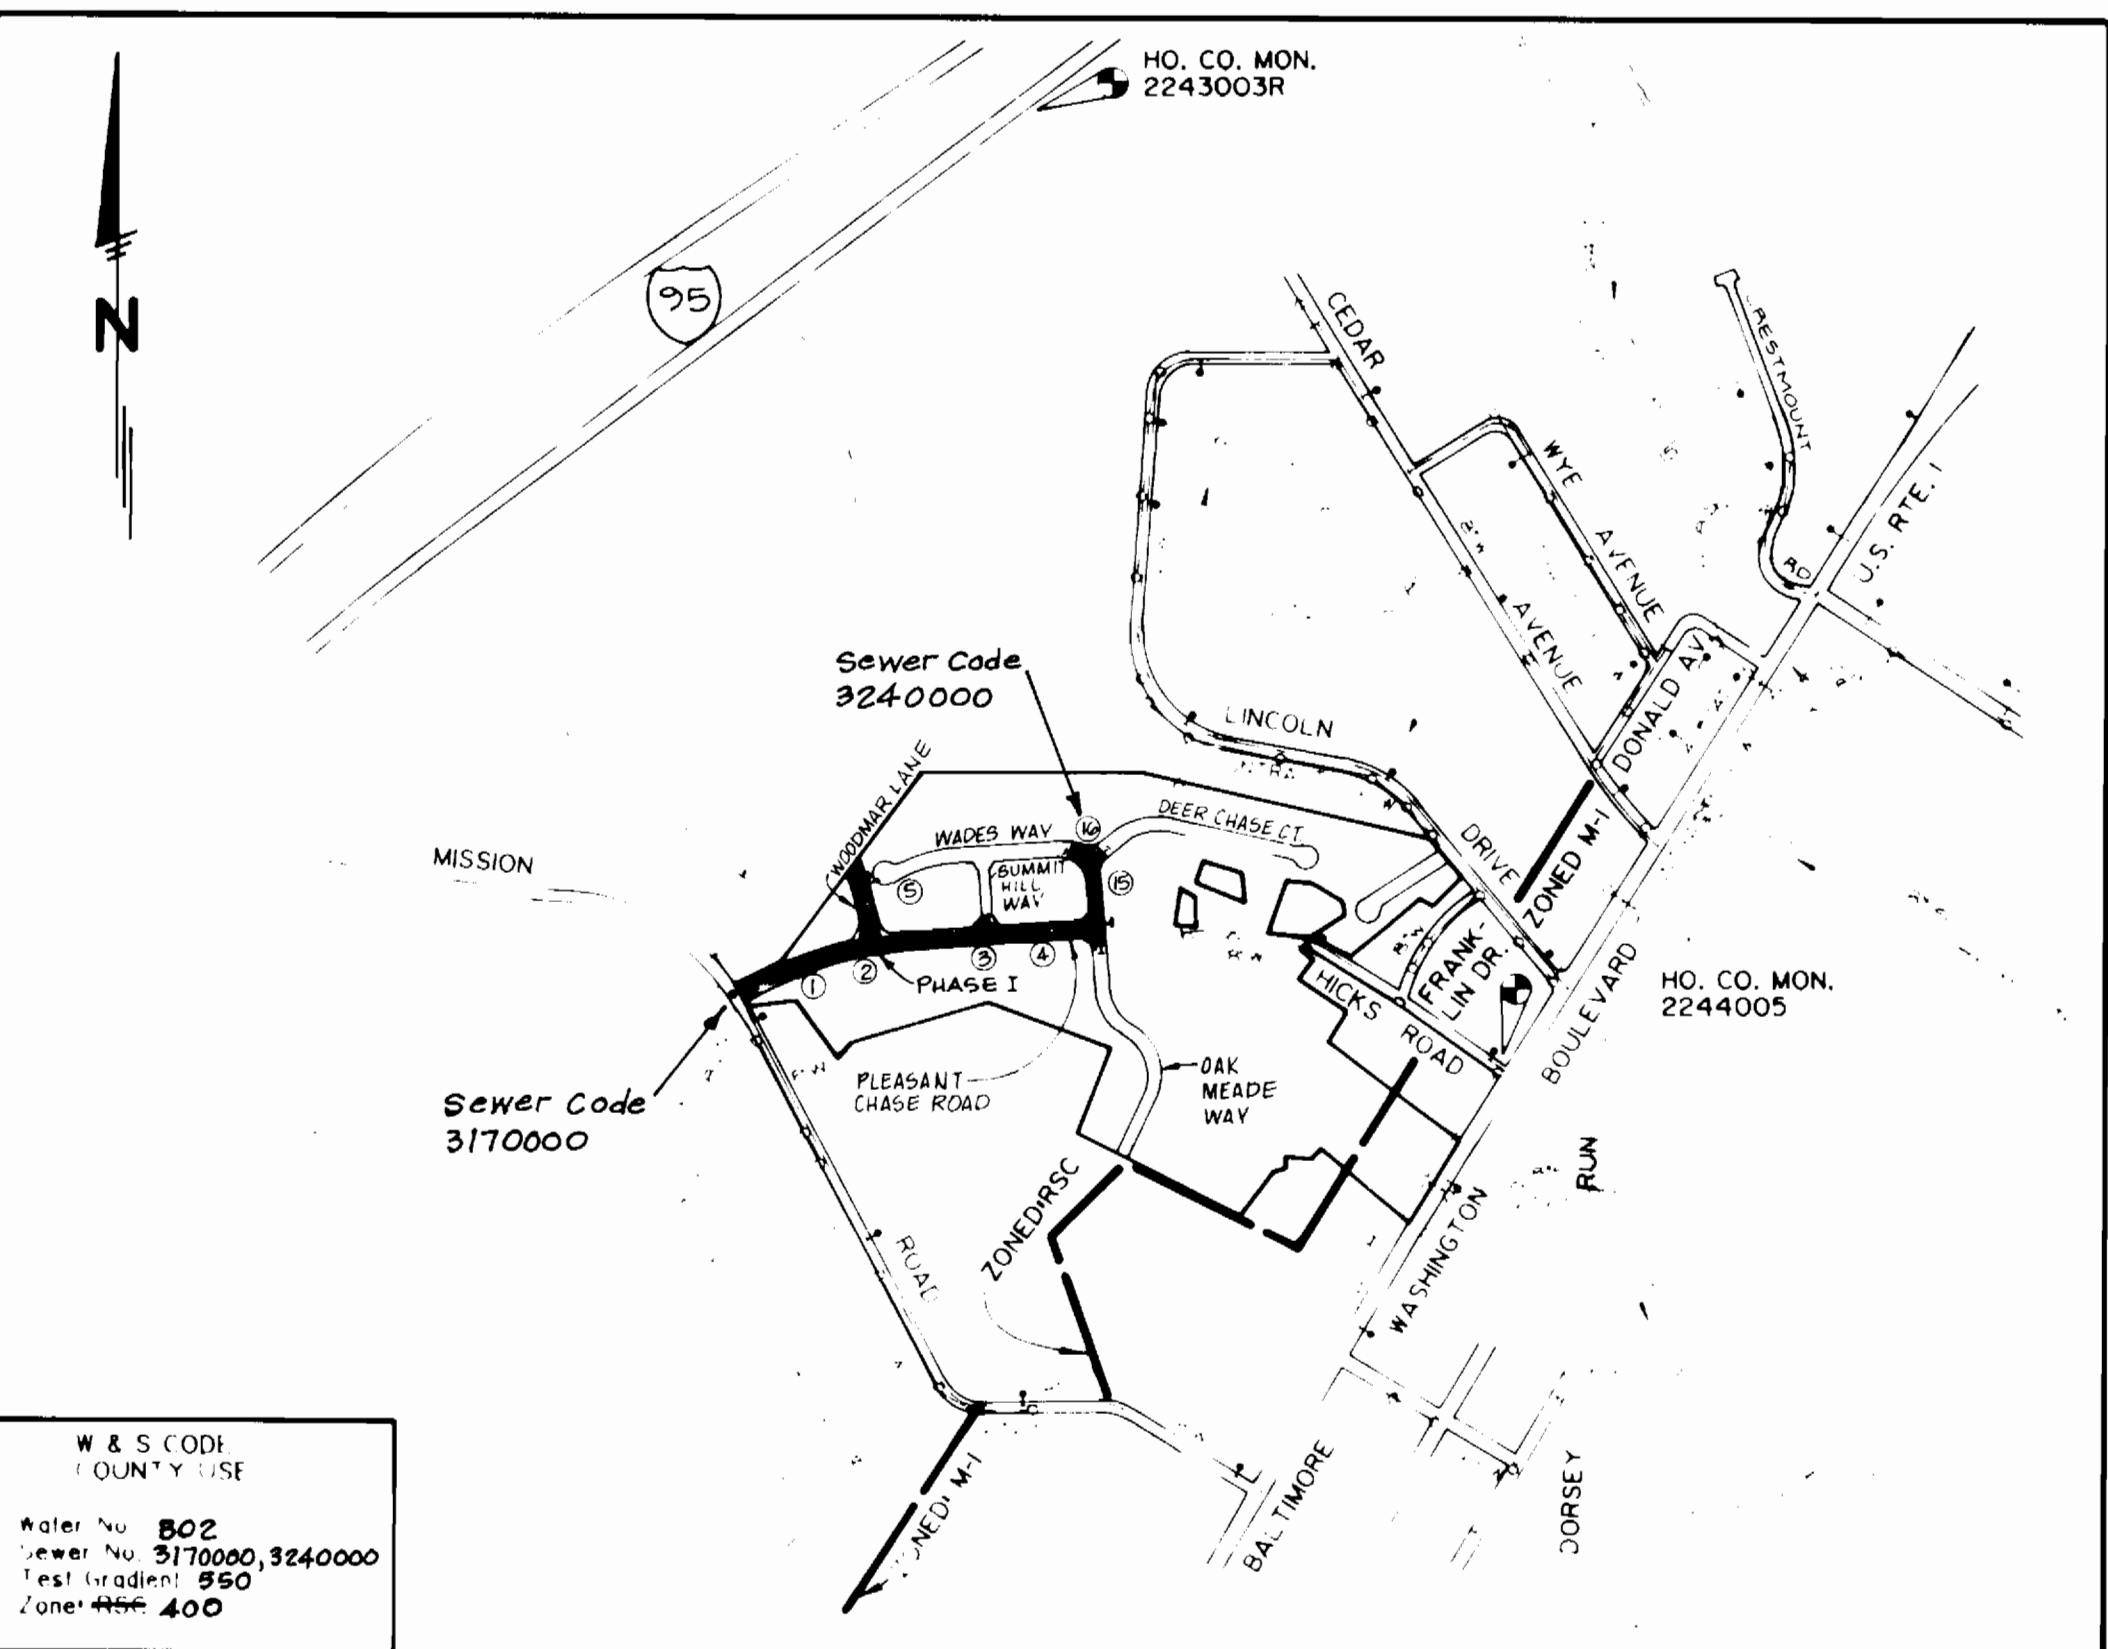 HO. CO. MON.
2243003R
95
N
CEDAR
AVENUE
WYE
AVENUE
RESTMOUNT
RD
U.S. RTE. 1
DONALD AV
Sewer Code
3240000
LINCOLN
DRIVE
WOODMAR LANE
WADES WAY
16
DEER CHASE CT.
ZONED M-1
MISSION
5
SUMMIT
HILL
WAY
15
1
2
3
4
PHASE I
FRANK-
LIN DR.
HICKS
ROAD
HO. CO. MON.
2244005
BOULEVARD
PLEASANT
CHASE ROAD
OAK
MEADE
WAY
Sewer Code
3170000
ZONED: RSC
ROAD
RUN
WASHINGTON
BALTIMORE
DORSEY
ZONED: M-1
W & S CODE
COUNTY USE
Water No 802
Sewer No. 3170000, 3240000
Test Gradient 550
Zone: RSC 400